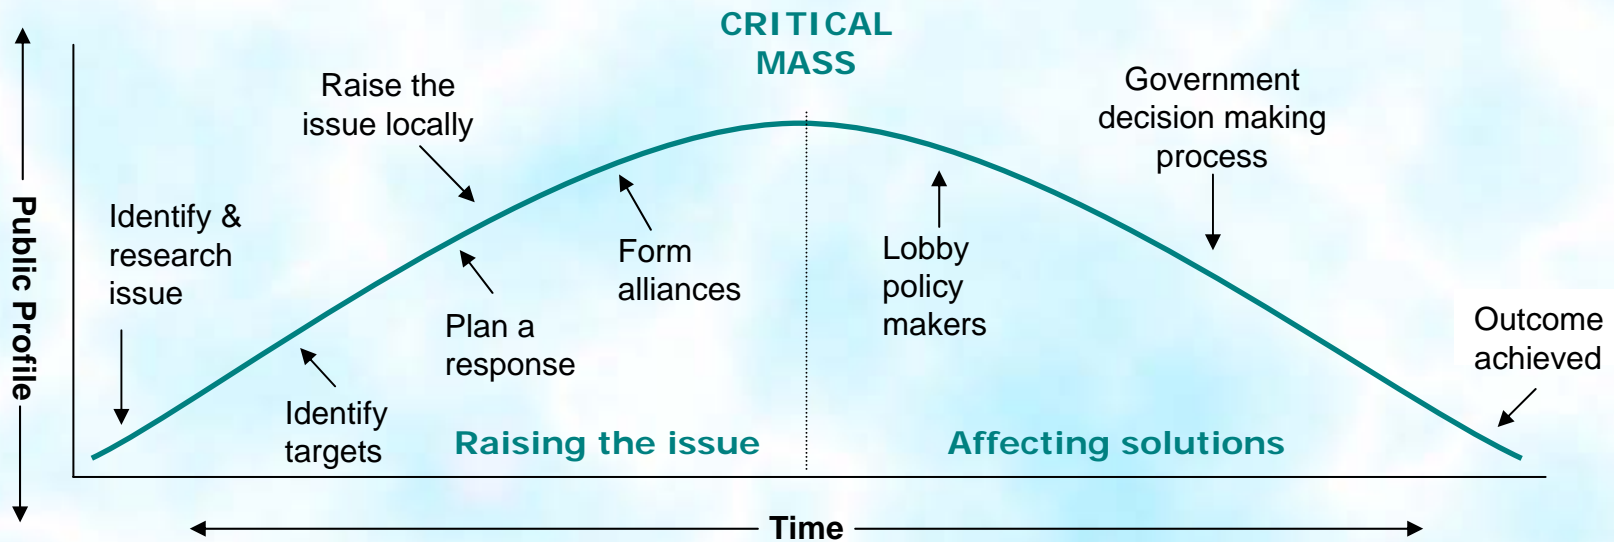 CRITICAL
MASS
Raise the
issue locally
Government
decision making
process
Public Profile
Identify &
research
issue
Form
alliances
Lobby
policy
makers
Plan a
response
Outcome
achieved
Identify
targets
Raising the issue
Affecting solutions
Time